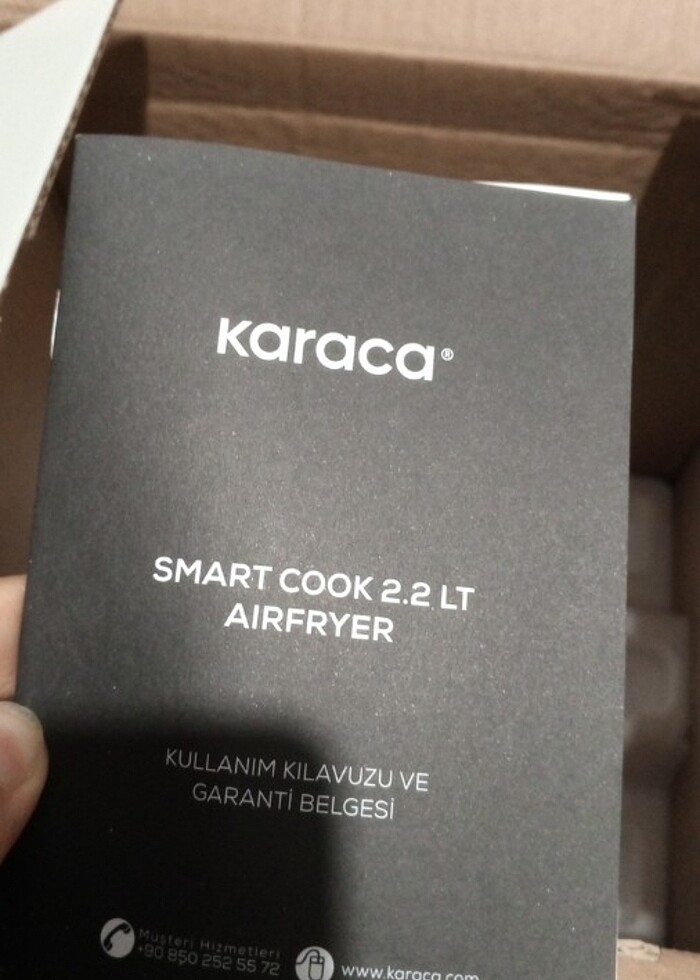 Karaca®
SMART COOK 2.2 LT
AIRFRYER
KULLANIM KILAVUZU VE
GARANTİ BELGESİ
Müşteri Hizmetleri
+90 850 252 55 72
www.karaca.com